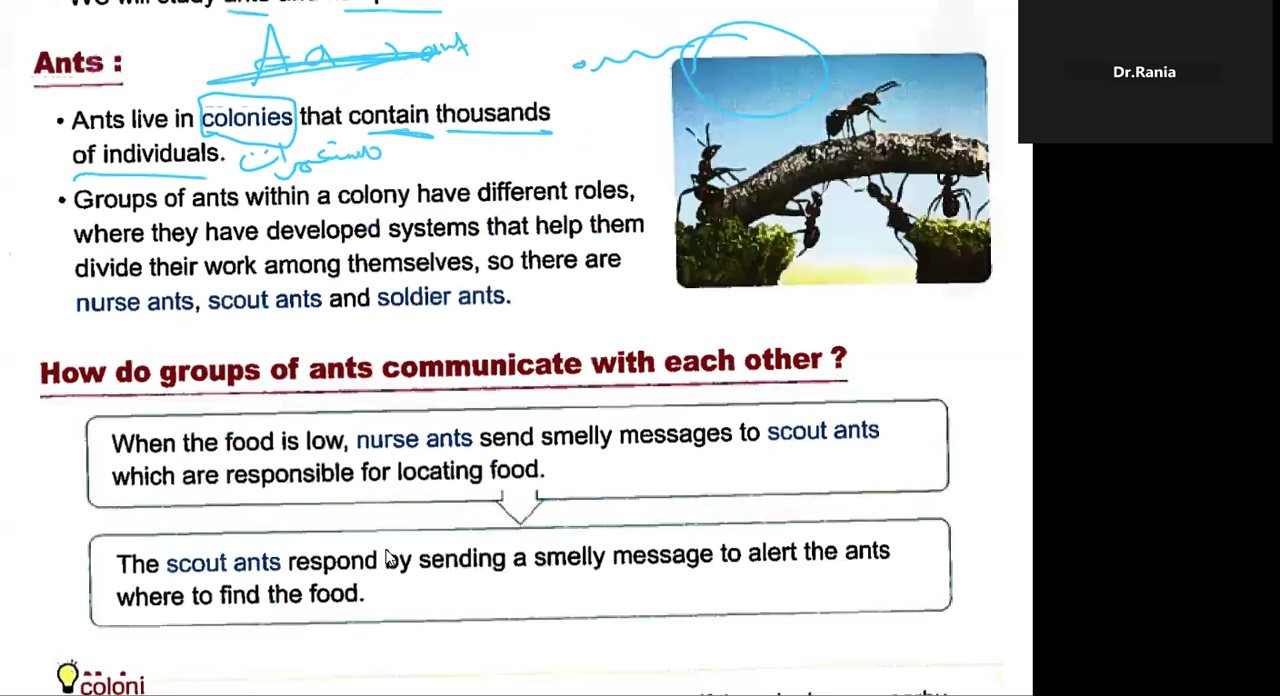 Ants :
A a ant
• Ants live in colonies that contain thousands
of individuals. مستعمرات
• Groups of ants within a colony have different roles,
where they have developed systems that help them
divide their work among themselves, so there are
nurse ants, scout ants and soldier ants.
How do groups of ants communicate with each other ?
When the food is low, nurse ants send smelly messages to scout ants
which are responsible for locating food.
The scout ants respond by sending a smelly message to alert the ants
where to find the food.
coloni
Dr.Rania